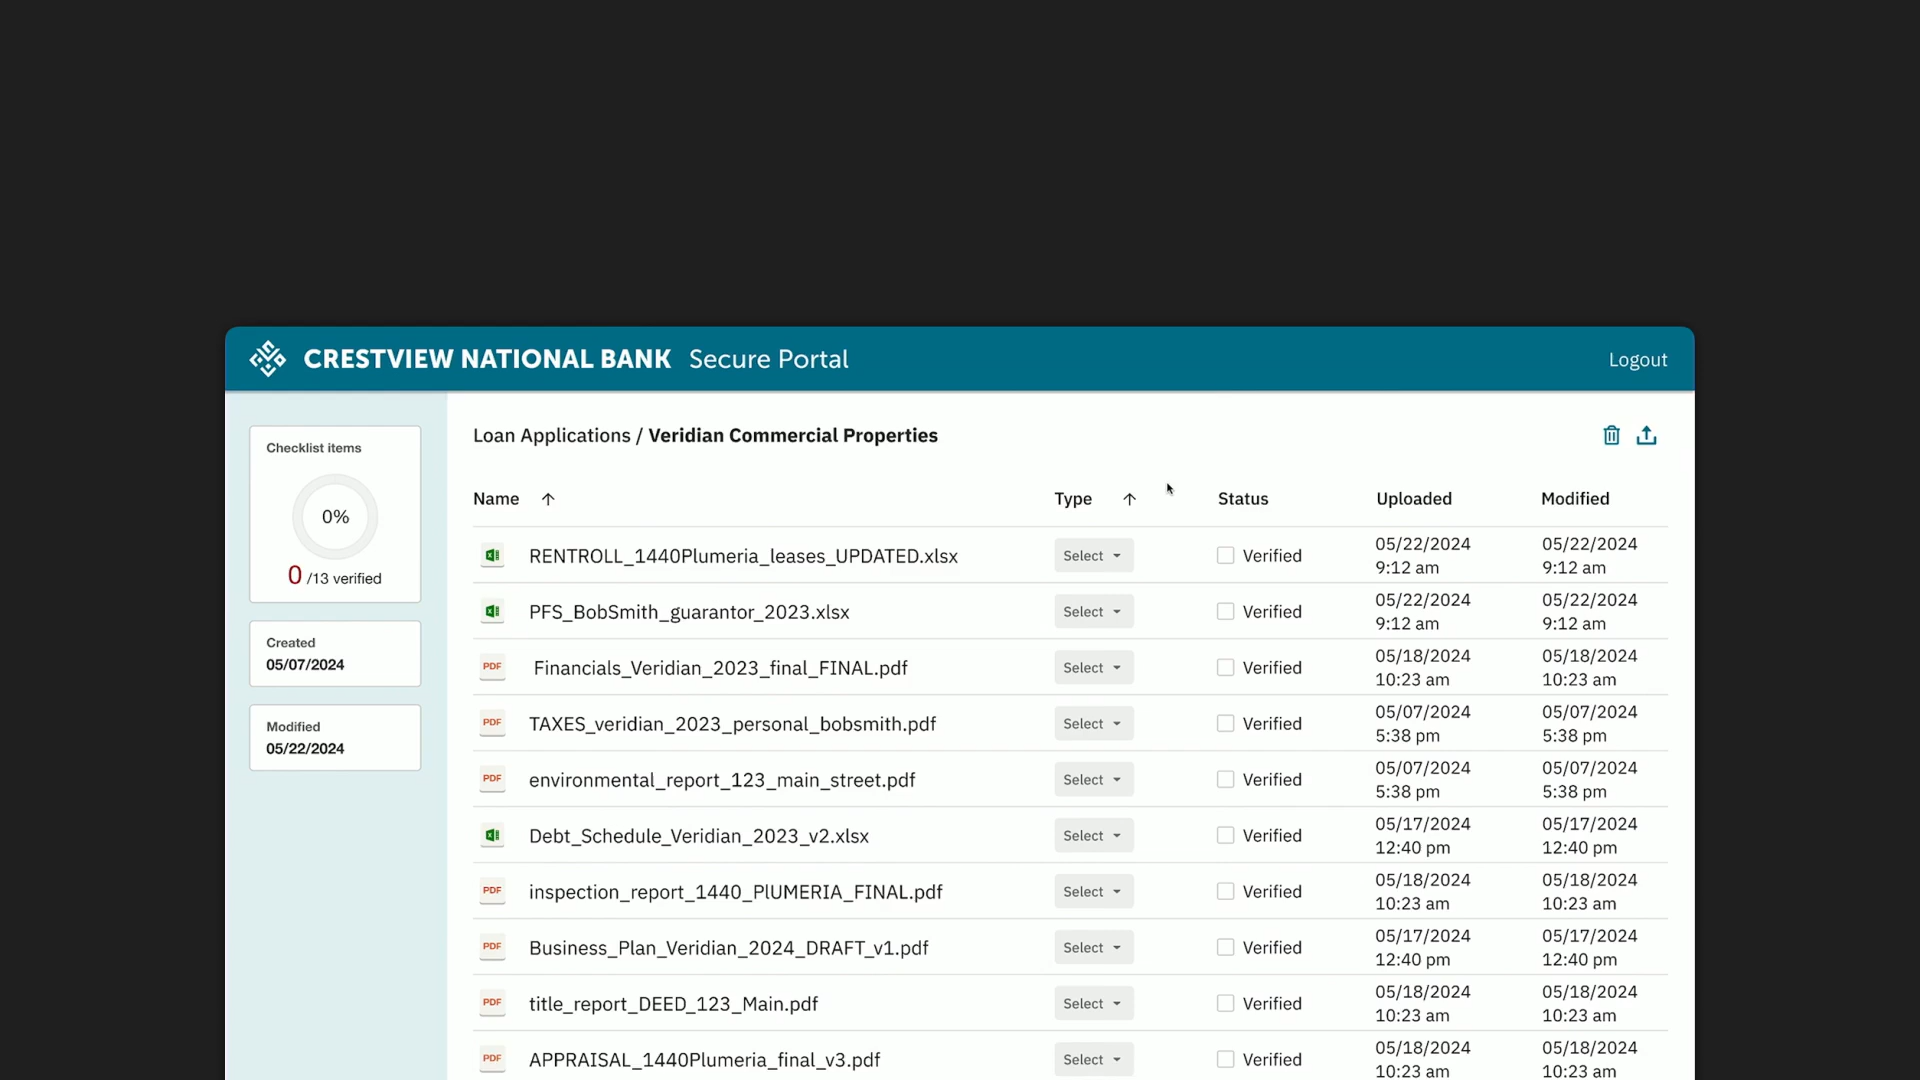 CRESTVIEW NATIONAL BANK Secure Portal Logout
Checklist items
0%
0 /13 verified
Created
05/07/2024
Modified
05/22/2024
Loan Applications / Veridian Commercial Properties
Name Type Status Uploaded Modified
RENTROLL_1440Plumeria_leases_UPDATED.xlsx Select Verified 05/22/2024 9:12 am 05/22/2024 9:12 am
PFS_BobSmith_guarantor_2023.xlsx Select Verified 05/22/2024 9:12 am 05/22/2024 9:12 am
PDF Financials_Veridian_2023_final_FINAL.pdf Select Verified 05/18/2024 10:23 am 05/18/2024 10:23 am
PDF TAXES_veridian_2023_personal_bobsmith.pdf Select Verified 05/07/2024 5:38 pm 05/07/2024 5:38 pm
PDF environmental_report_123_main_street.pdf Select Verified 05/07/2024 5:38 pm 05/07/2024 5:38 pm
Debt_Schedule_Veridian_2023_v2.xlsx Select Verified 05/17/2024 12:40 pm 05/17/2024 12:40 pm
PDF inspection_report_1440_PlUMERIA_FINAL.pdf Select Verified 05/18/2024 10:23 am 05/18/2024 10:23 am
PDF Business_Plan_Veridian_2024_DRAFT_v1.pdf Select Verified 05/17/2024 12:40 pm 05/17/2024 12:40 pm
PDF title_report_DEED_123_Main.pdf Select Verified 05/18/2024 10:23 am 05/18/2024 10:23 am
PDF APPRAISAL_1440Plumeria_final_v3.pdf Select Verified 05/18/2024 10:23 am 05/18/2024 10:23 am